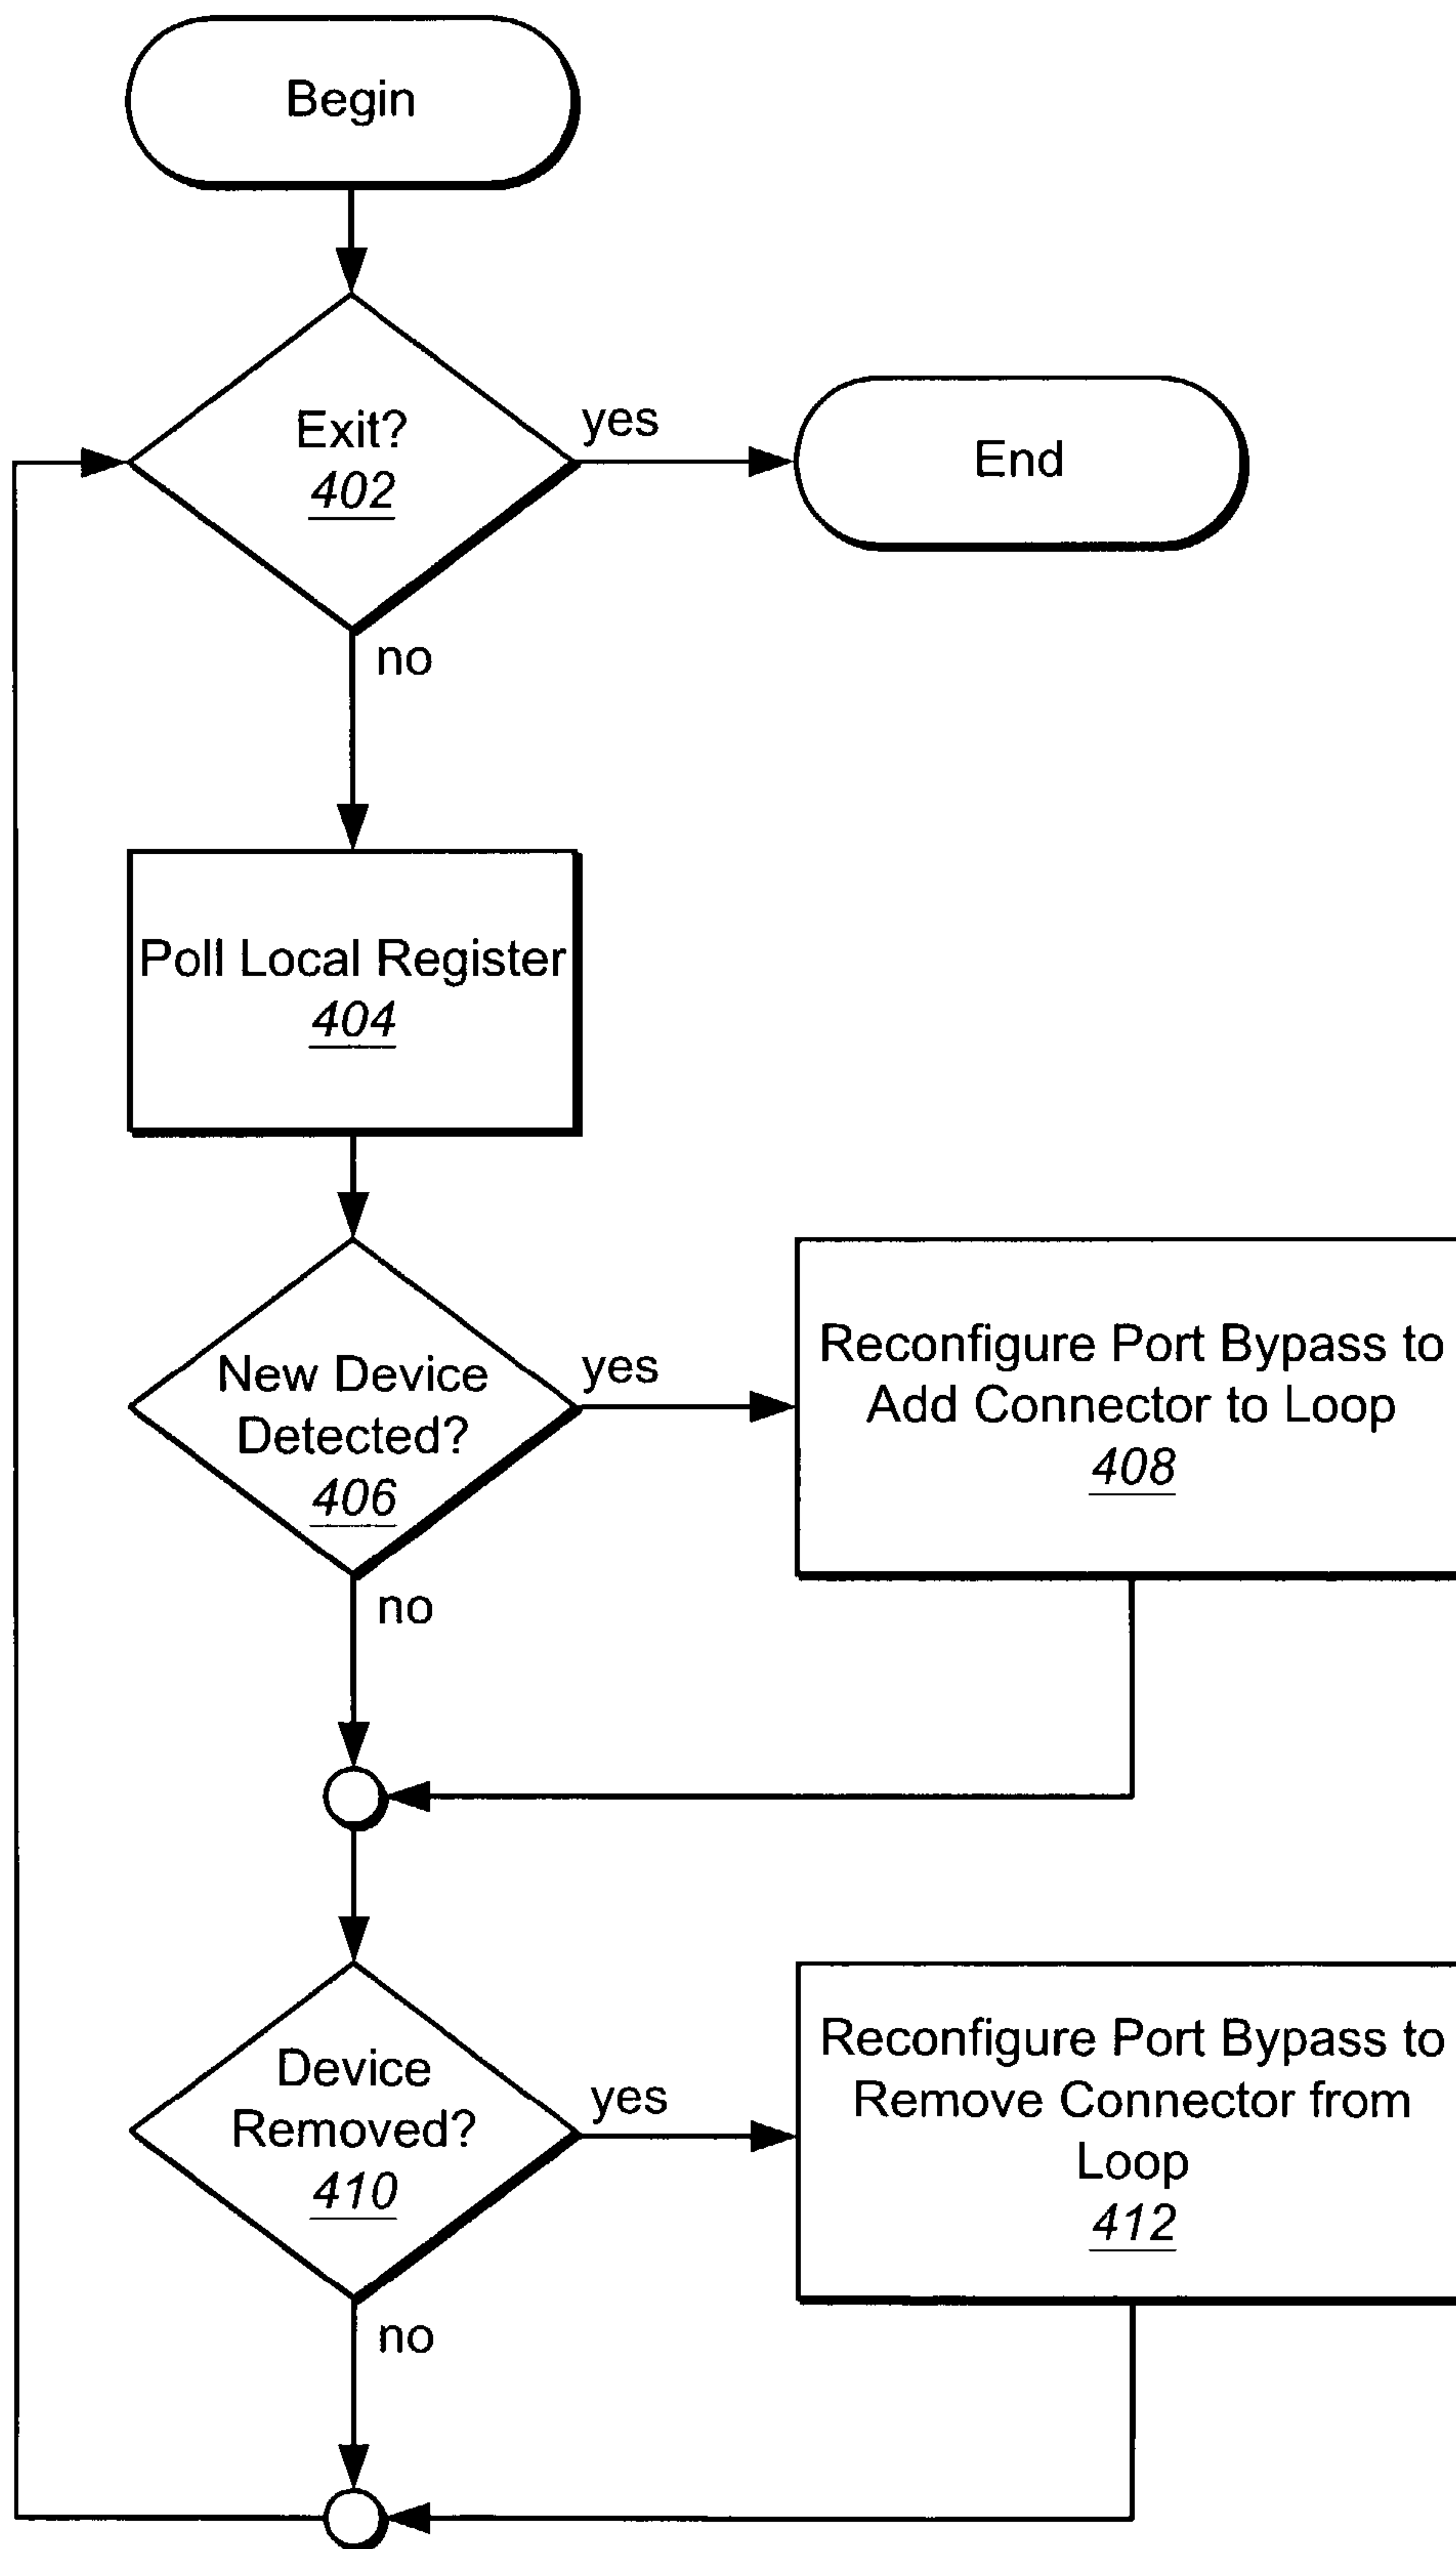 Begin
Exit?
402
yes
End
no
Poll Local Register
404
New Device
Detected?
406
yes
Reconfigure Port Bypass to
Add Connector to Loop
408
no
Device
Removed?
410
yes
Reconfigure Port Bypass to
Remove Connector from
Loop
412
no